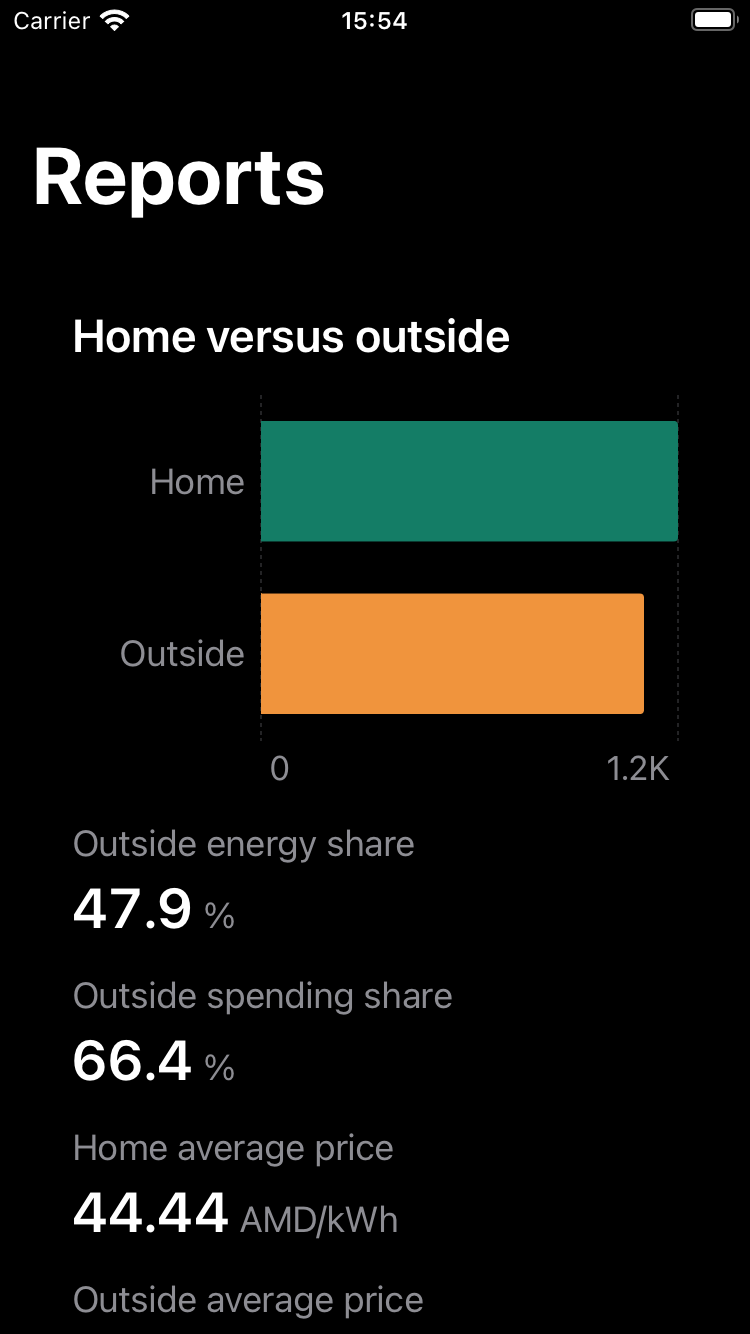 Carrier 15:54
Reports
Home versus outside
Home
Outside
0 1.2K
Outside energy share
47.9 %
Outside spending share
66.4 %
Home average price
44.44 AMD/kWh
Outside average price